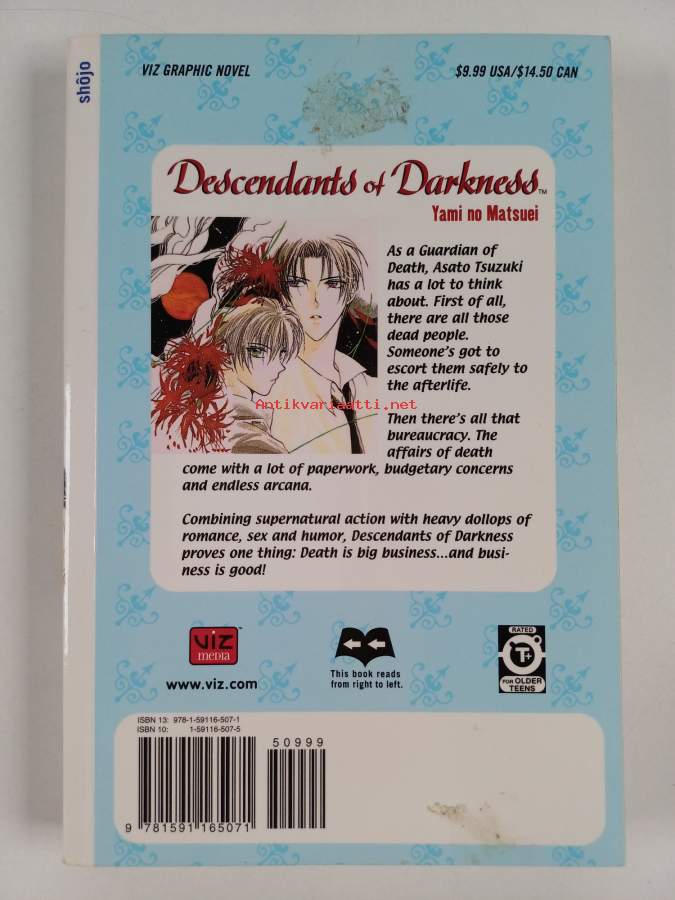 shôjo
VIZ GRAPHIC NOVEL
$9.99 USA/$14.50 CAN
Descendants of Darkness™
Yami no Matsuei
As a Guardian of
Death, Asato Tsuzuki
has a lot to think
about. First of all,
there are all those
dead people.
Someone's got to
escort them safely to
the afterlife.
Antikvariaatti.net
Then there's all that
bureaucracy. The
affairs of death
come with a lot of paperwork, budgetary concerns
and endless arcana.
Combining supernatural action with heavy dollops of
romance, sex and humor, Descendants of Darkness
proves one thing: Death is big business...and busi-
ness is good!
VIZ
MEDIA
www.viz.com
This book reads
from right to left.
RATED
T+
FOR OLDER
TEENS
ISBN 13: 978-1-59116-507-1
ISBN 10: 1-59116-507-5
50999
9 781591 165071